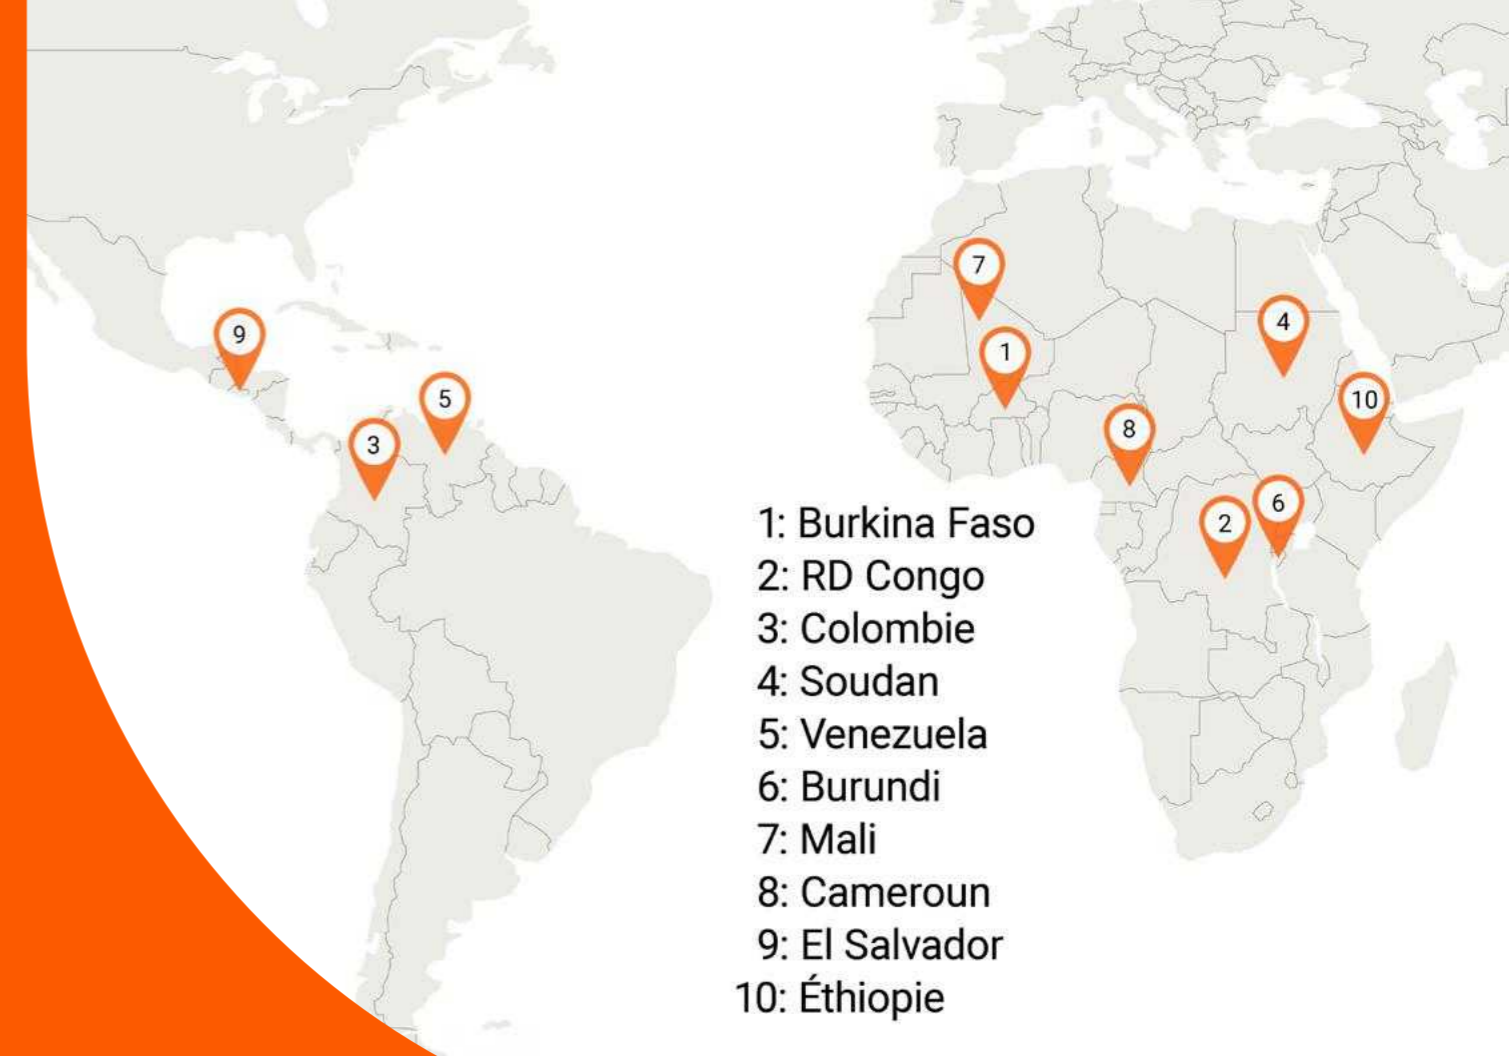 9
5
3
7
1
4
10
8
6
2
1: Burkina Faso
2: RD Congo
3: Colombie
4: Soudan
5: Venezuela
6: Burundi
7: Mali
8: Cameroun
9: El Salvador
10: Éthiopie